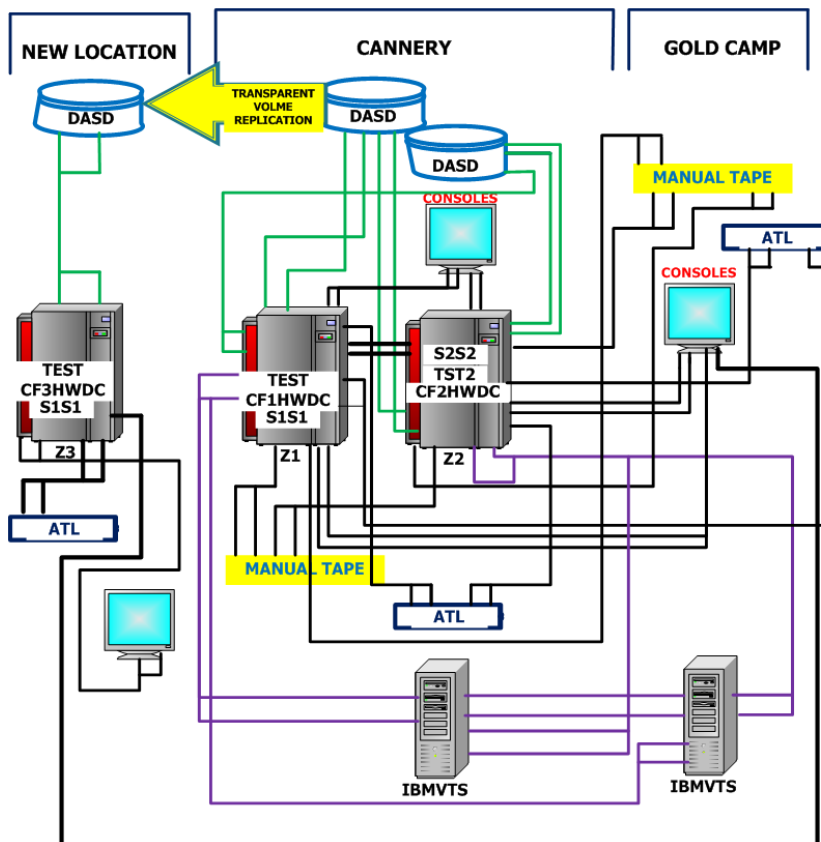 NEW LOCATION
CANNERY
GOLD CAMP
DASD
TRANSPARENT
VOLME
REPLICATION
DASD
DASD
MANUAL TAPE
CONSOLES
ATL
CONSOLES
TEST
CF3HWDC
S1S1
TEST
CF1HWDC
S1S1
S2S2
TST2
CF2HWDC
Z3
Z1
Z2
ATL
MANUAL TAPE
ATL
IBMVTS
IBMVTS